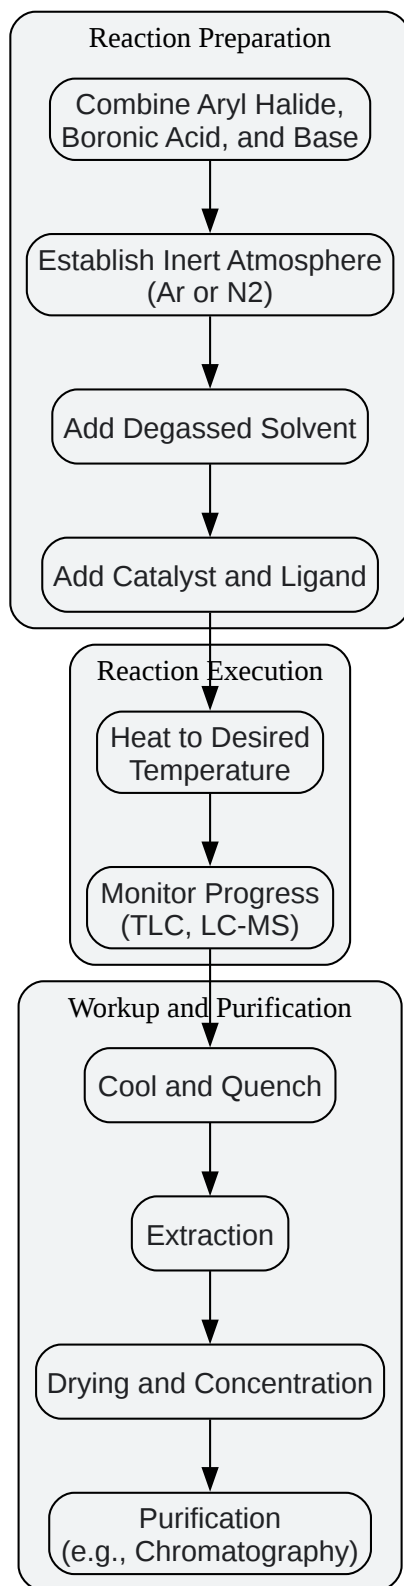 Reaction Preparation
Combine Aryl Halide,
Boronic Acid, and Base
Establish Inert Atmosphere
(Ar or N2)
Add Degassed Solvent
Add Catalyst and Ligand
Reaction Execution
Heat to Desired
Temperature
Monitor Progress
(TLC, LC-MS)
Workup and Purification
Cool and Quench
Extraction
Drying and Concentration
Purification
(e.g., Chromatography)